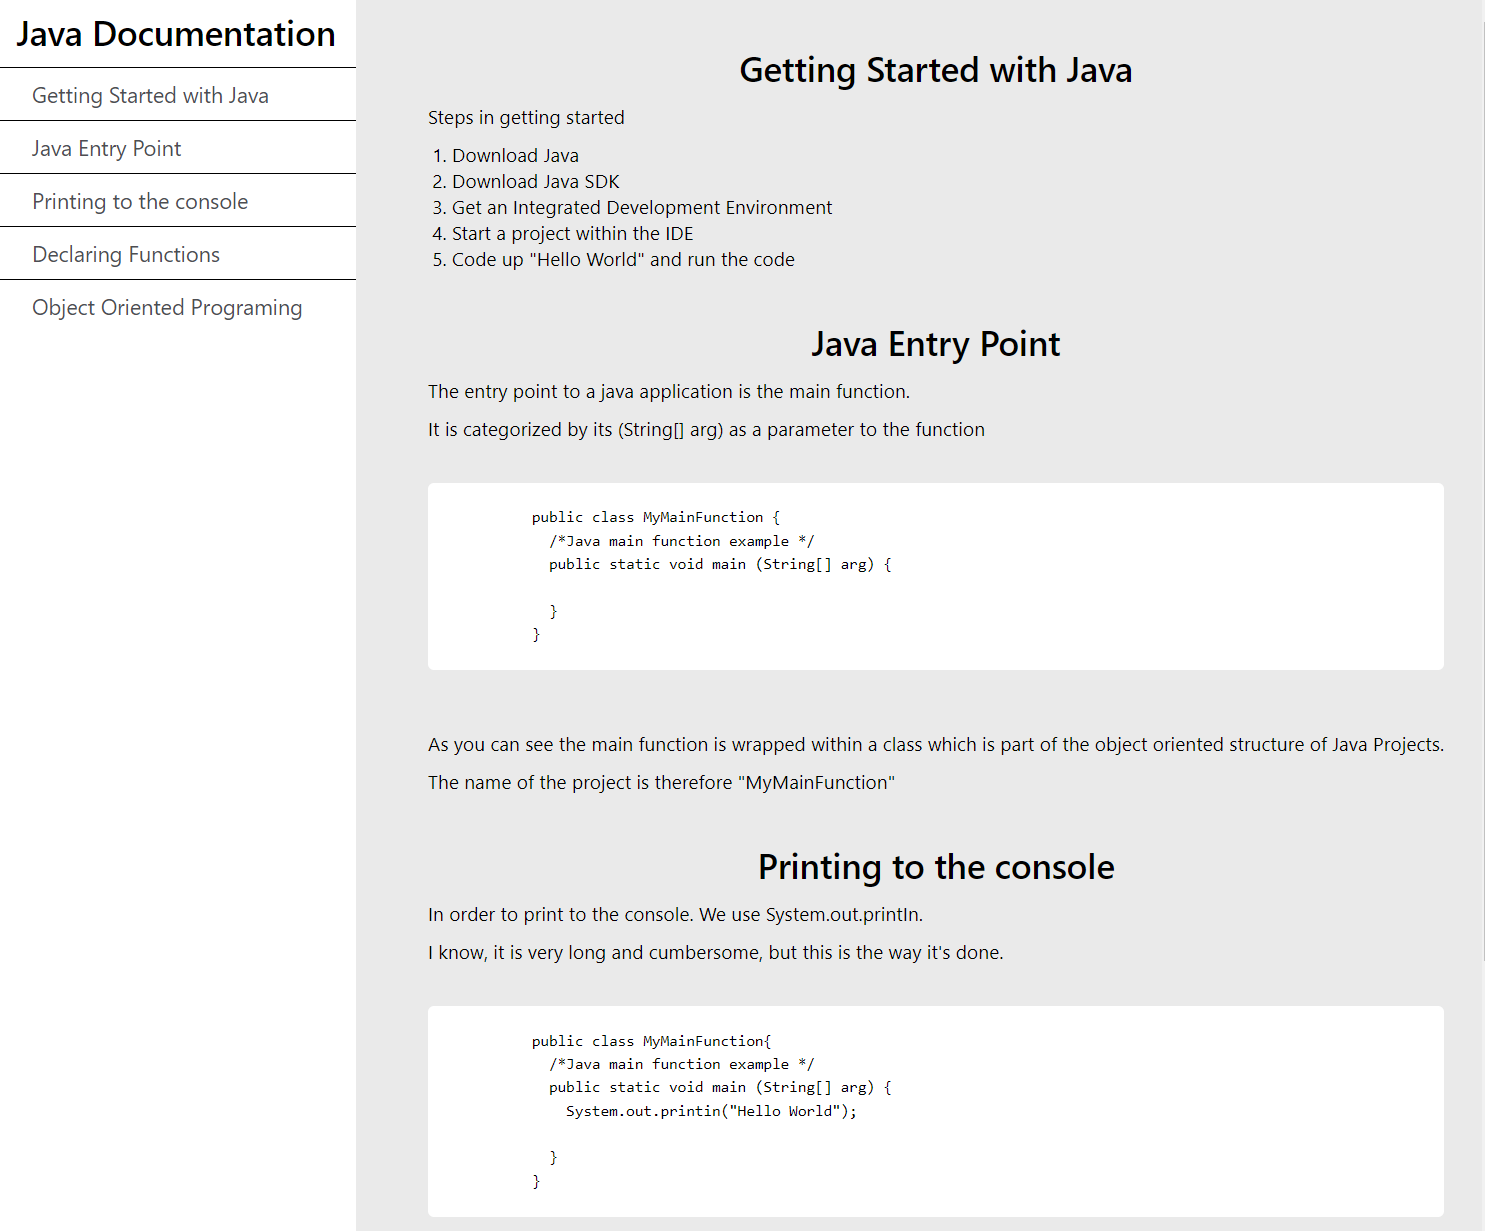 Java Documentation
Getting Started with Java
Java Entry Point
Printing to the console
Declaring Functions
Object Oriented Programing
Getting Started with Java
Steps in getting started
1. Download Java
2. Download Java SDK
3. Get an Integrated Development Environment
4. Start a project within the IDE
5. Code up "Hello World" and run the code
Java Entry Point
The entry point to a java application is the main function.
It is categorized by its (String[] arg) as a parameter to the function
public class MyMainFunction {
/*Java main function example */
public static void main (String[] arg) {
}
}
As you can see the main function is wrapped within a class which is part of the object oriented structure of Java Projects.
The name of the project is therefore "MyMainFunction"
Printing to the console
In order to print to the console. We use System.out.printIn.
I know, it is very long and cumbersome, but this is the way it's done.
public class MyMainFunction{
/*Java main function example */
public static void main (String[] arg) {
System.out.printin("Hello World");
}
}